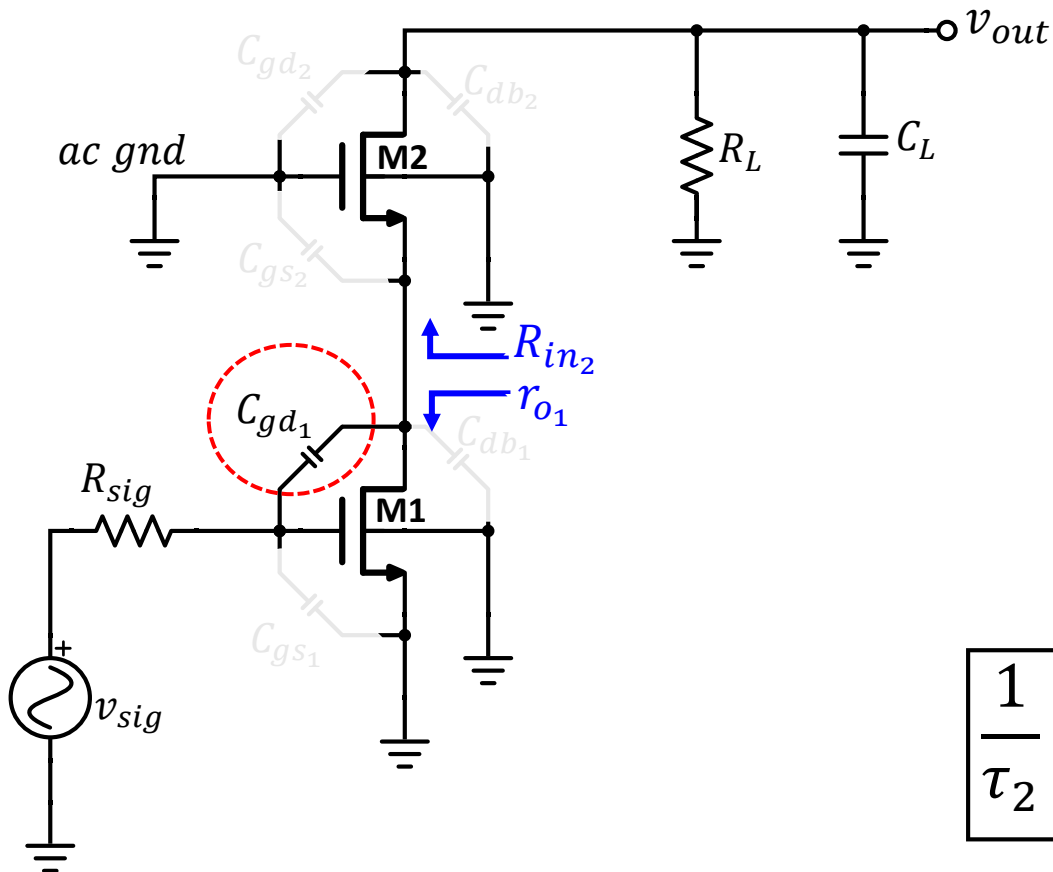 v_out
C_gd2
C_db2
ac gnd
M2
R_L
C_L
C_gs2
R_in2
r_o1
C_gd1
C_db1
R_sig
M1
C_gs1
+
v_sig
1
τ_2